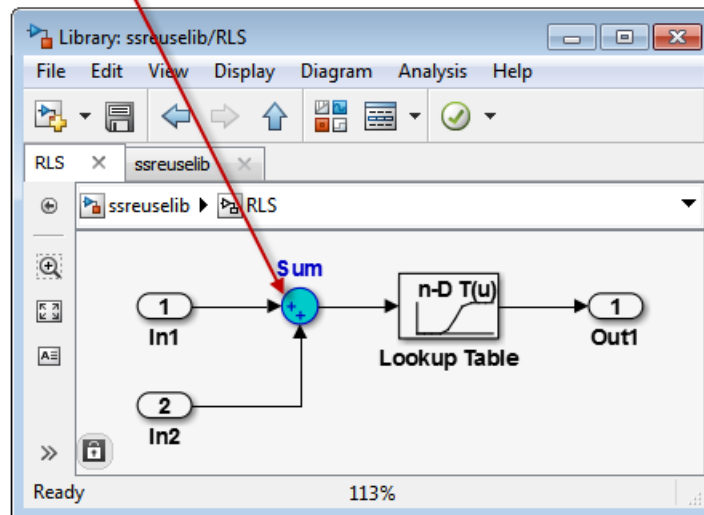 Library: ssreuselib/RLS
File Edit View Display Diagram Analysis Help
RLS ssreuselib
ssreuselib RLS
Sum
n-D T(u)
1
1
In1
Lookup Table
Out1
2
In2
Ready 113%